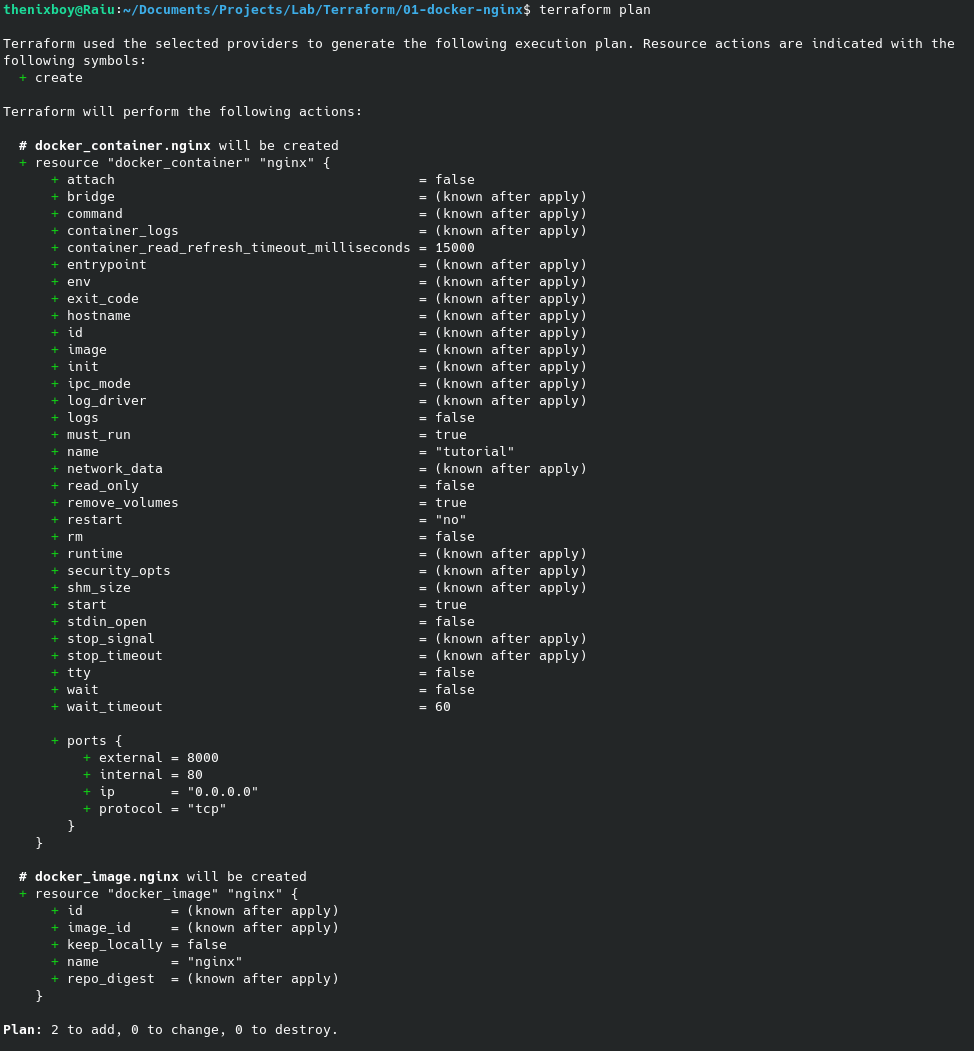 thenixboy@Raiu:~/Documents/Projects/Lab/Terraform/01-docker-nginx$ terraform plan

Terraform used the selected providers to generate the following execution plan. Resource actions are indicated with the
following symbols:
  + create

Terraform will perform the following actions:

  # docker_container.nginx will be created
  + resource "docker_container" "nginx" {
      + attach                                      = false
      + bridge                                      = (known after apply)
      + command                                     = (known after apply)
      + container_logs                              = (known after apply)
      + container_read_refresh_timeout_milliseconds = 15000
      + entrypoint                                  = (known after apply)
      + env                                         = (known after apply)
      + exit_code                                   = (known after apply)
      + hostname                                    = (known after apply)
      + id                                          = (known after apply)
      + image                                       = (known after apply)
      + init                                        = (known after apply)
      + ipc_mode                                    = (known after apply)
      + log_driver                                  = (known after apply)
      + logs                                        = false
      + must_run                                    = true
      + name                                        = "tutorial"
      + network_data                                = (known after apply)
      + read_only                                   = false
      + remove_volumes                              = true
      + restart                                     = "no"
      + rm                                          = false
      + runtime                                     = (known after apply)
      + security_opts                               = (known after apply)
      + shm_size                                    = (known after apply)
      + start                                       = true
      + stdin_open                                  = false
      + stop_signal                                 = (known after apply)
      + stop_timeout                                = (known after apply)
      + tty                                         = false
      + wait                                        = false
      + wait_timeout                                = 60

      + ports {
          + external = 8000
          + internal = 80
          + ip       = "0.0.0.0"
          + protocol = "tcp"
        }
    }

  # docker_image.nginx will be created
  + resource "docker_image" "nginx" {
      + id           = (known after apply)
      + image_id     = (known after apply)
      + keep_locally = false
      + name         = "nginx"
      + repo_digest  = (known after apply)
    }

Plan: 2 to add, 0 to change, 0 to destroy.